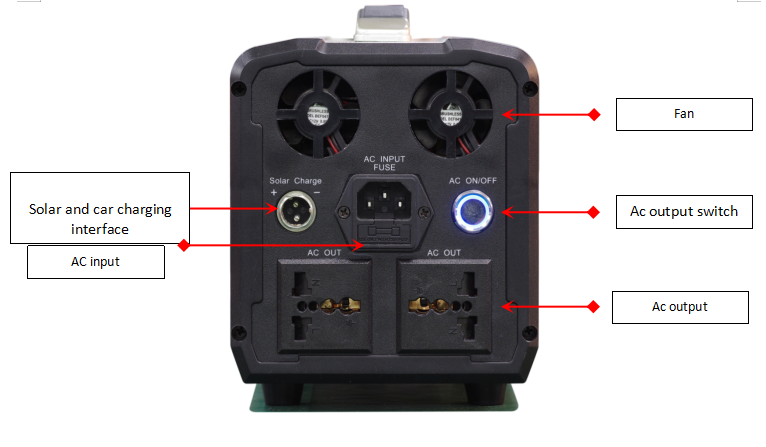 Fan
AC INPUT
FUSE
Solar Charge
+ −
AC ON/OFF
Solar and car charging
interface
Ac output switch
AC input
AC OUT
AC OUT
Ac output